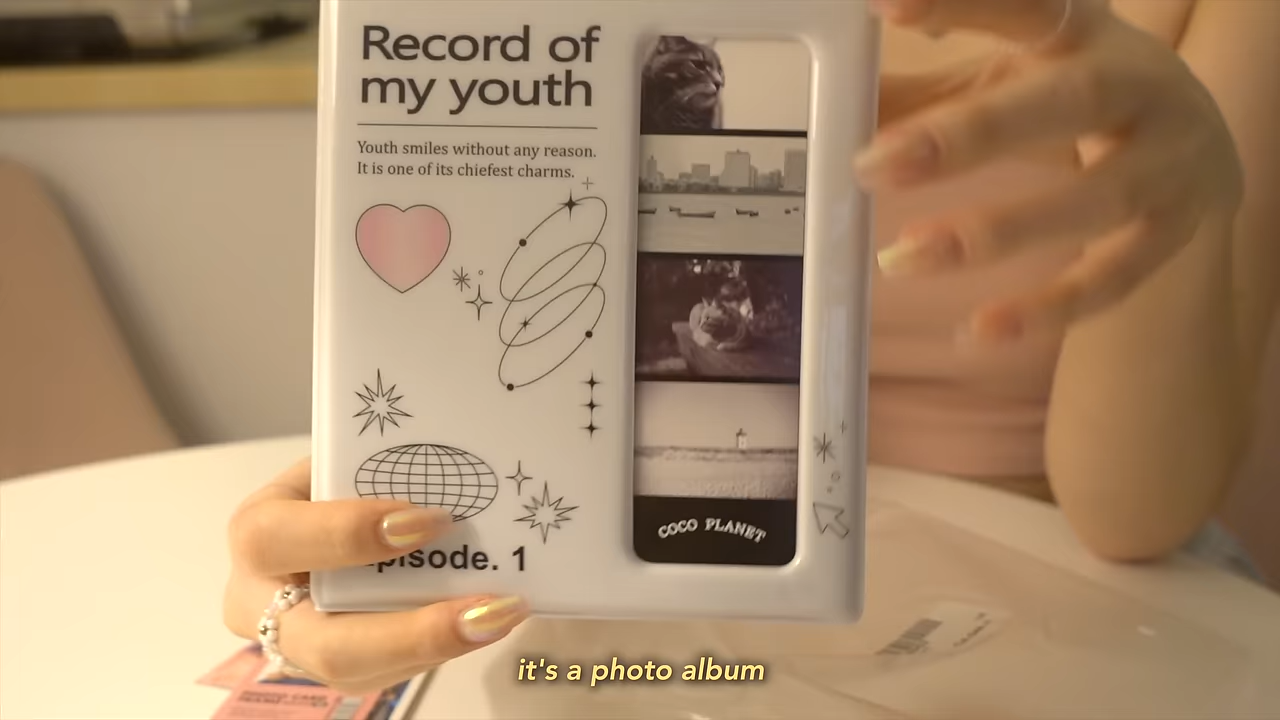 Record of
my youth
Youth smiles without any reason.
It is one of its chiefest charms.
COCO PLANET
pisode. 1
it's a photo album